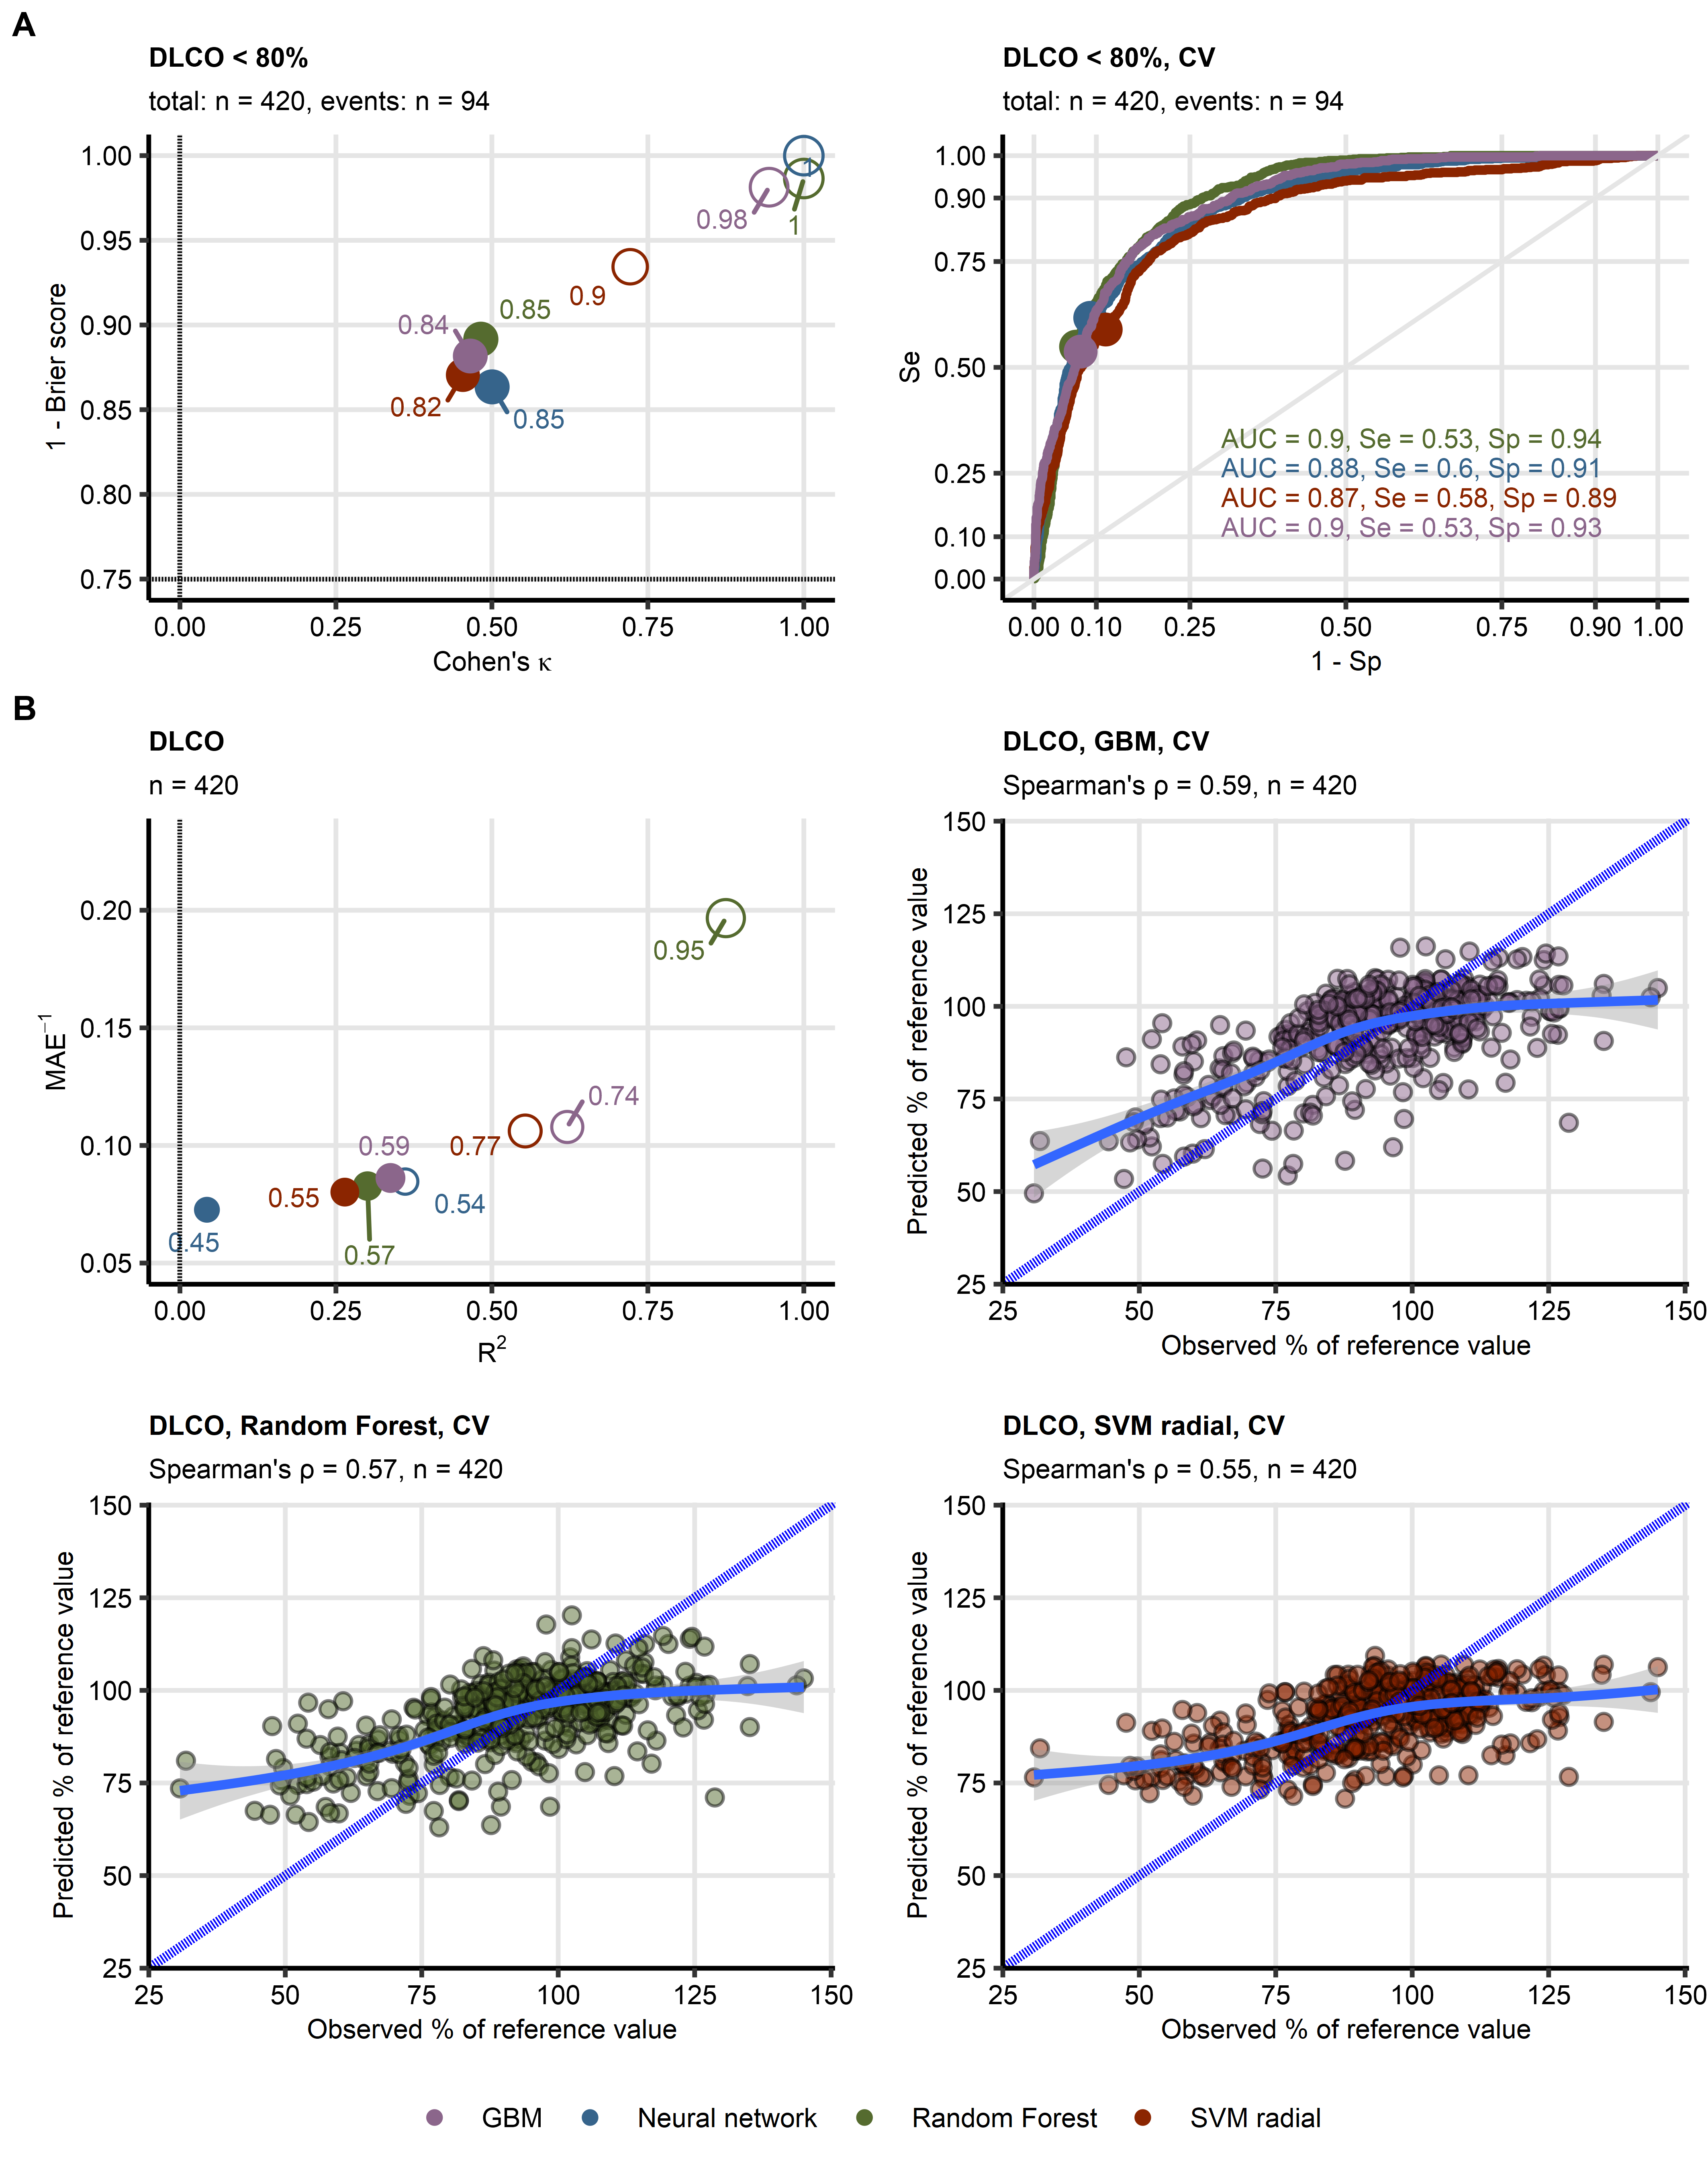 A
DLCO < 80%
total: n = 420, events: n = 94
1 - Brier score
1.00
0.95
0.90
0.85
0.80
0.75
1
0.98
1
0.9
0.85
0.84
0.82
0.85
0.00 0.25 0.50 0.75 1.00
Cohen's κ
DLCO < 80%, CV
total: n = 420, events: n = 94
Se
1.00
0.90
0.75
0.50
0.25
0.10
0.00
AUC = 0.9, Se = 0.53, Sp = 0.94
AUC = 0.88, Se = 0.6, Sp = 0.91
AUC = 0.87, Se = 0.58, Sp = 0.89
AUC = 0.9, Se = 0.53, Sp = 0.93
0.00 0.10 0.25 0.50 0.75 0.90 1.00
1 - Sp
B
DLCO
n = 420
MAE⁻¹
0.20
0.15
0.10
0.05
0.95
0.74
0.77
0.59
0.55
0.54
0.45
0.57
0.00 0.25 0.50 0.75 1.00
R²
DLCO, GBM, CV
Spearman's ρ = 0.59, n = 420
Predicted % of reference value
150
125
100
75
50
25
25 50 75 100 125 150
Observed % of reference value
DLCO, Random Forest, CV
Spearman's ρ = 0.57, n = 420
Predicted % of reference value
150
125
100
75
50
25
25 50 75 100 125 150
Observed % of reference value
DLCO, SVM radial, CV
Spearman's ρ = 0.55, n = 420
Predicted % of reference value
150
125
100
75
50
25
25 50 75 100 125 150
Observed % of reference value
GBM Neural network Random Forest SVM radial